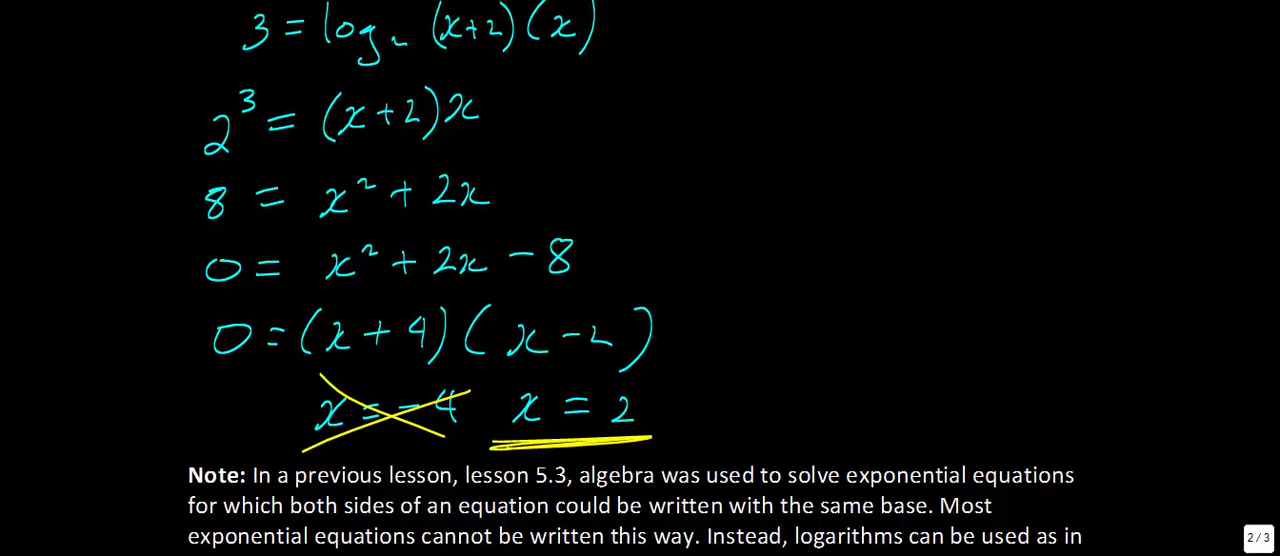 3 = log₂ (x+2)(x)
2³ = (x+2)x
8 = x² + 2x
0 = x² + 2x - 8
0 = (x + 4)(x - 2)
x = -4 x = 2
Note: In a previous lesson, lesson 5.3, algebra was used to solve exponential equations
for which both sides of an equation could be written with the same base. Most
exponential equations cannot be written this way. Instead, logarithms can be used as in
2 / 3